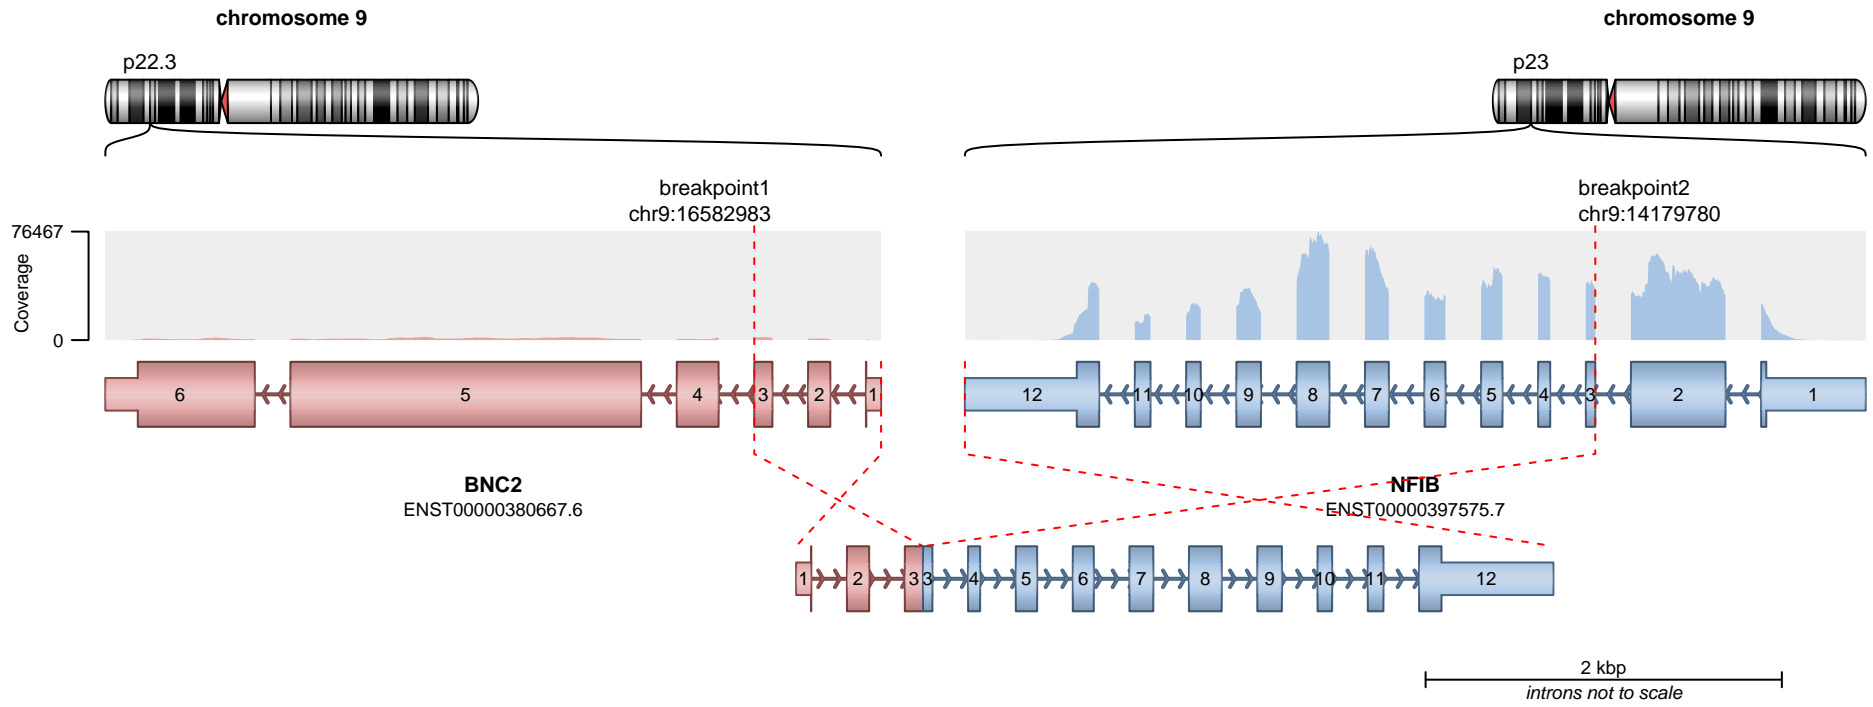 chromosome 9
chromosome 9
p22.3
p23
breakpoint1
chr9:16582983
breakpoint2
chr9:14179780
76467
Coverage
0
6 5 4 3 2 1
12 11 10 9 8 7 6 5 4 3 2 1
BNC2
ENST00000380667.6
NFIB
ENST00000397575.7
1 2 3 3 4 5 6 7 8 9 10 11 12
2 kbp
introns not to scale